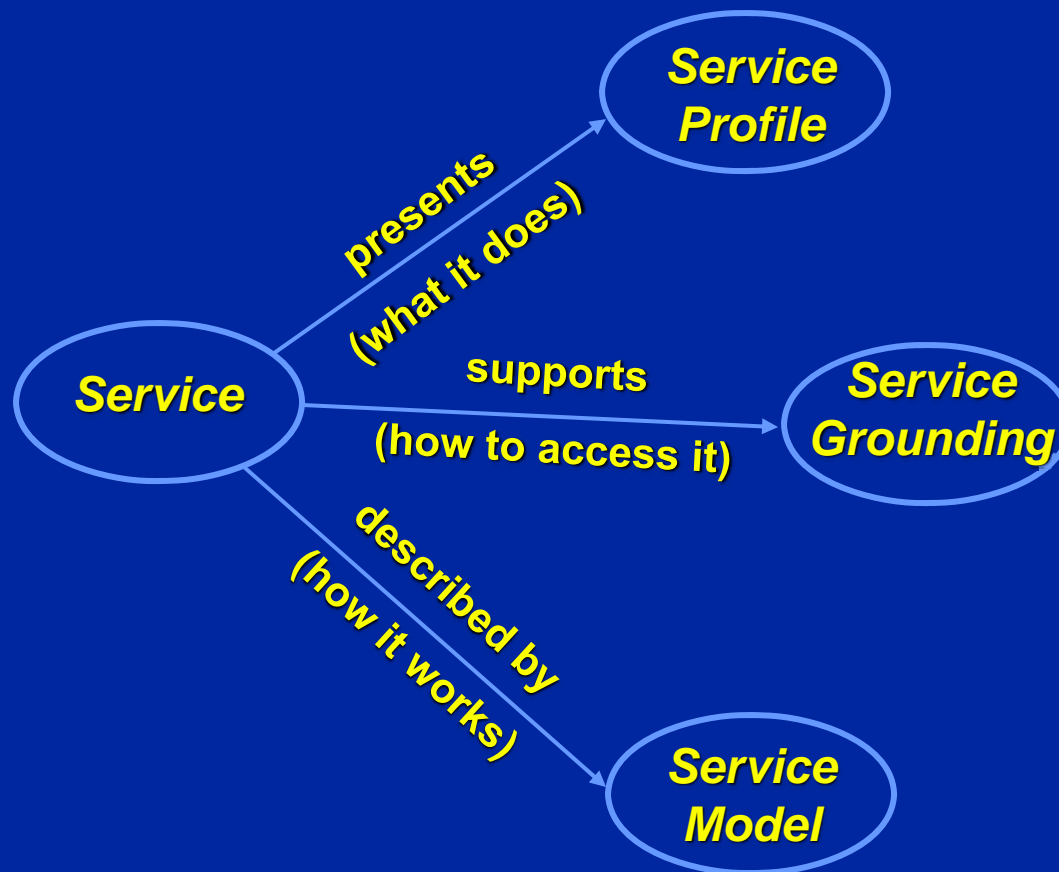 Service
Profile
presents
(what it does)
Service
supports
(how to access it)
Service
Grounding
described by
(how it works)
Service
Model